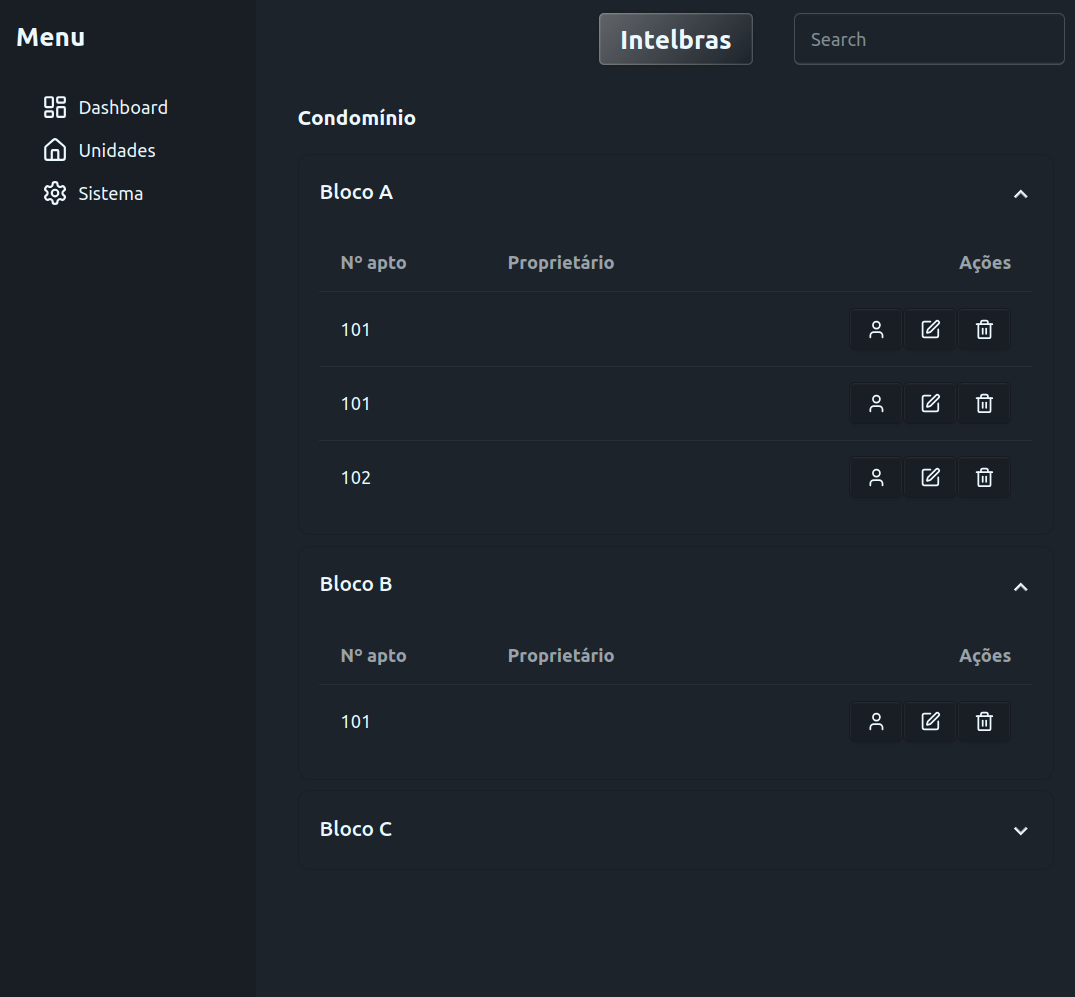 Menu
Intelbras
Search
Dashboard
Unidades
Sistema
Condomínio
Bloco A
Nº apto Proprietário Ações
101
101
102
Bloco B
Nº apto Proprietário Ações
101
Bloco C